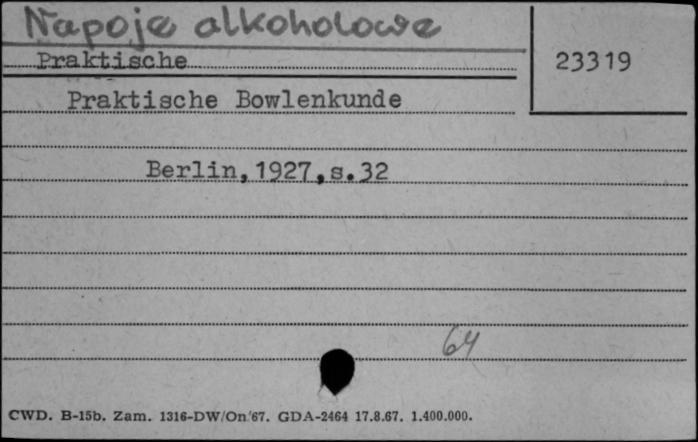 Napoje alkoholowe
Praktische
23319
Praktische Bowlenkunde
Berlin,1927,s.32
64
CWD. B-15b. Zam. 1316-DW/On/67. GDA-2464 17.8.67. 1.400.000.